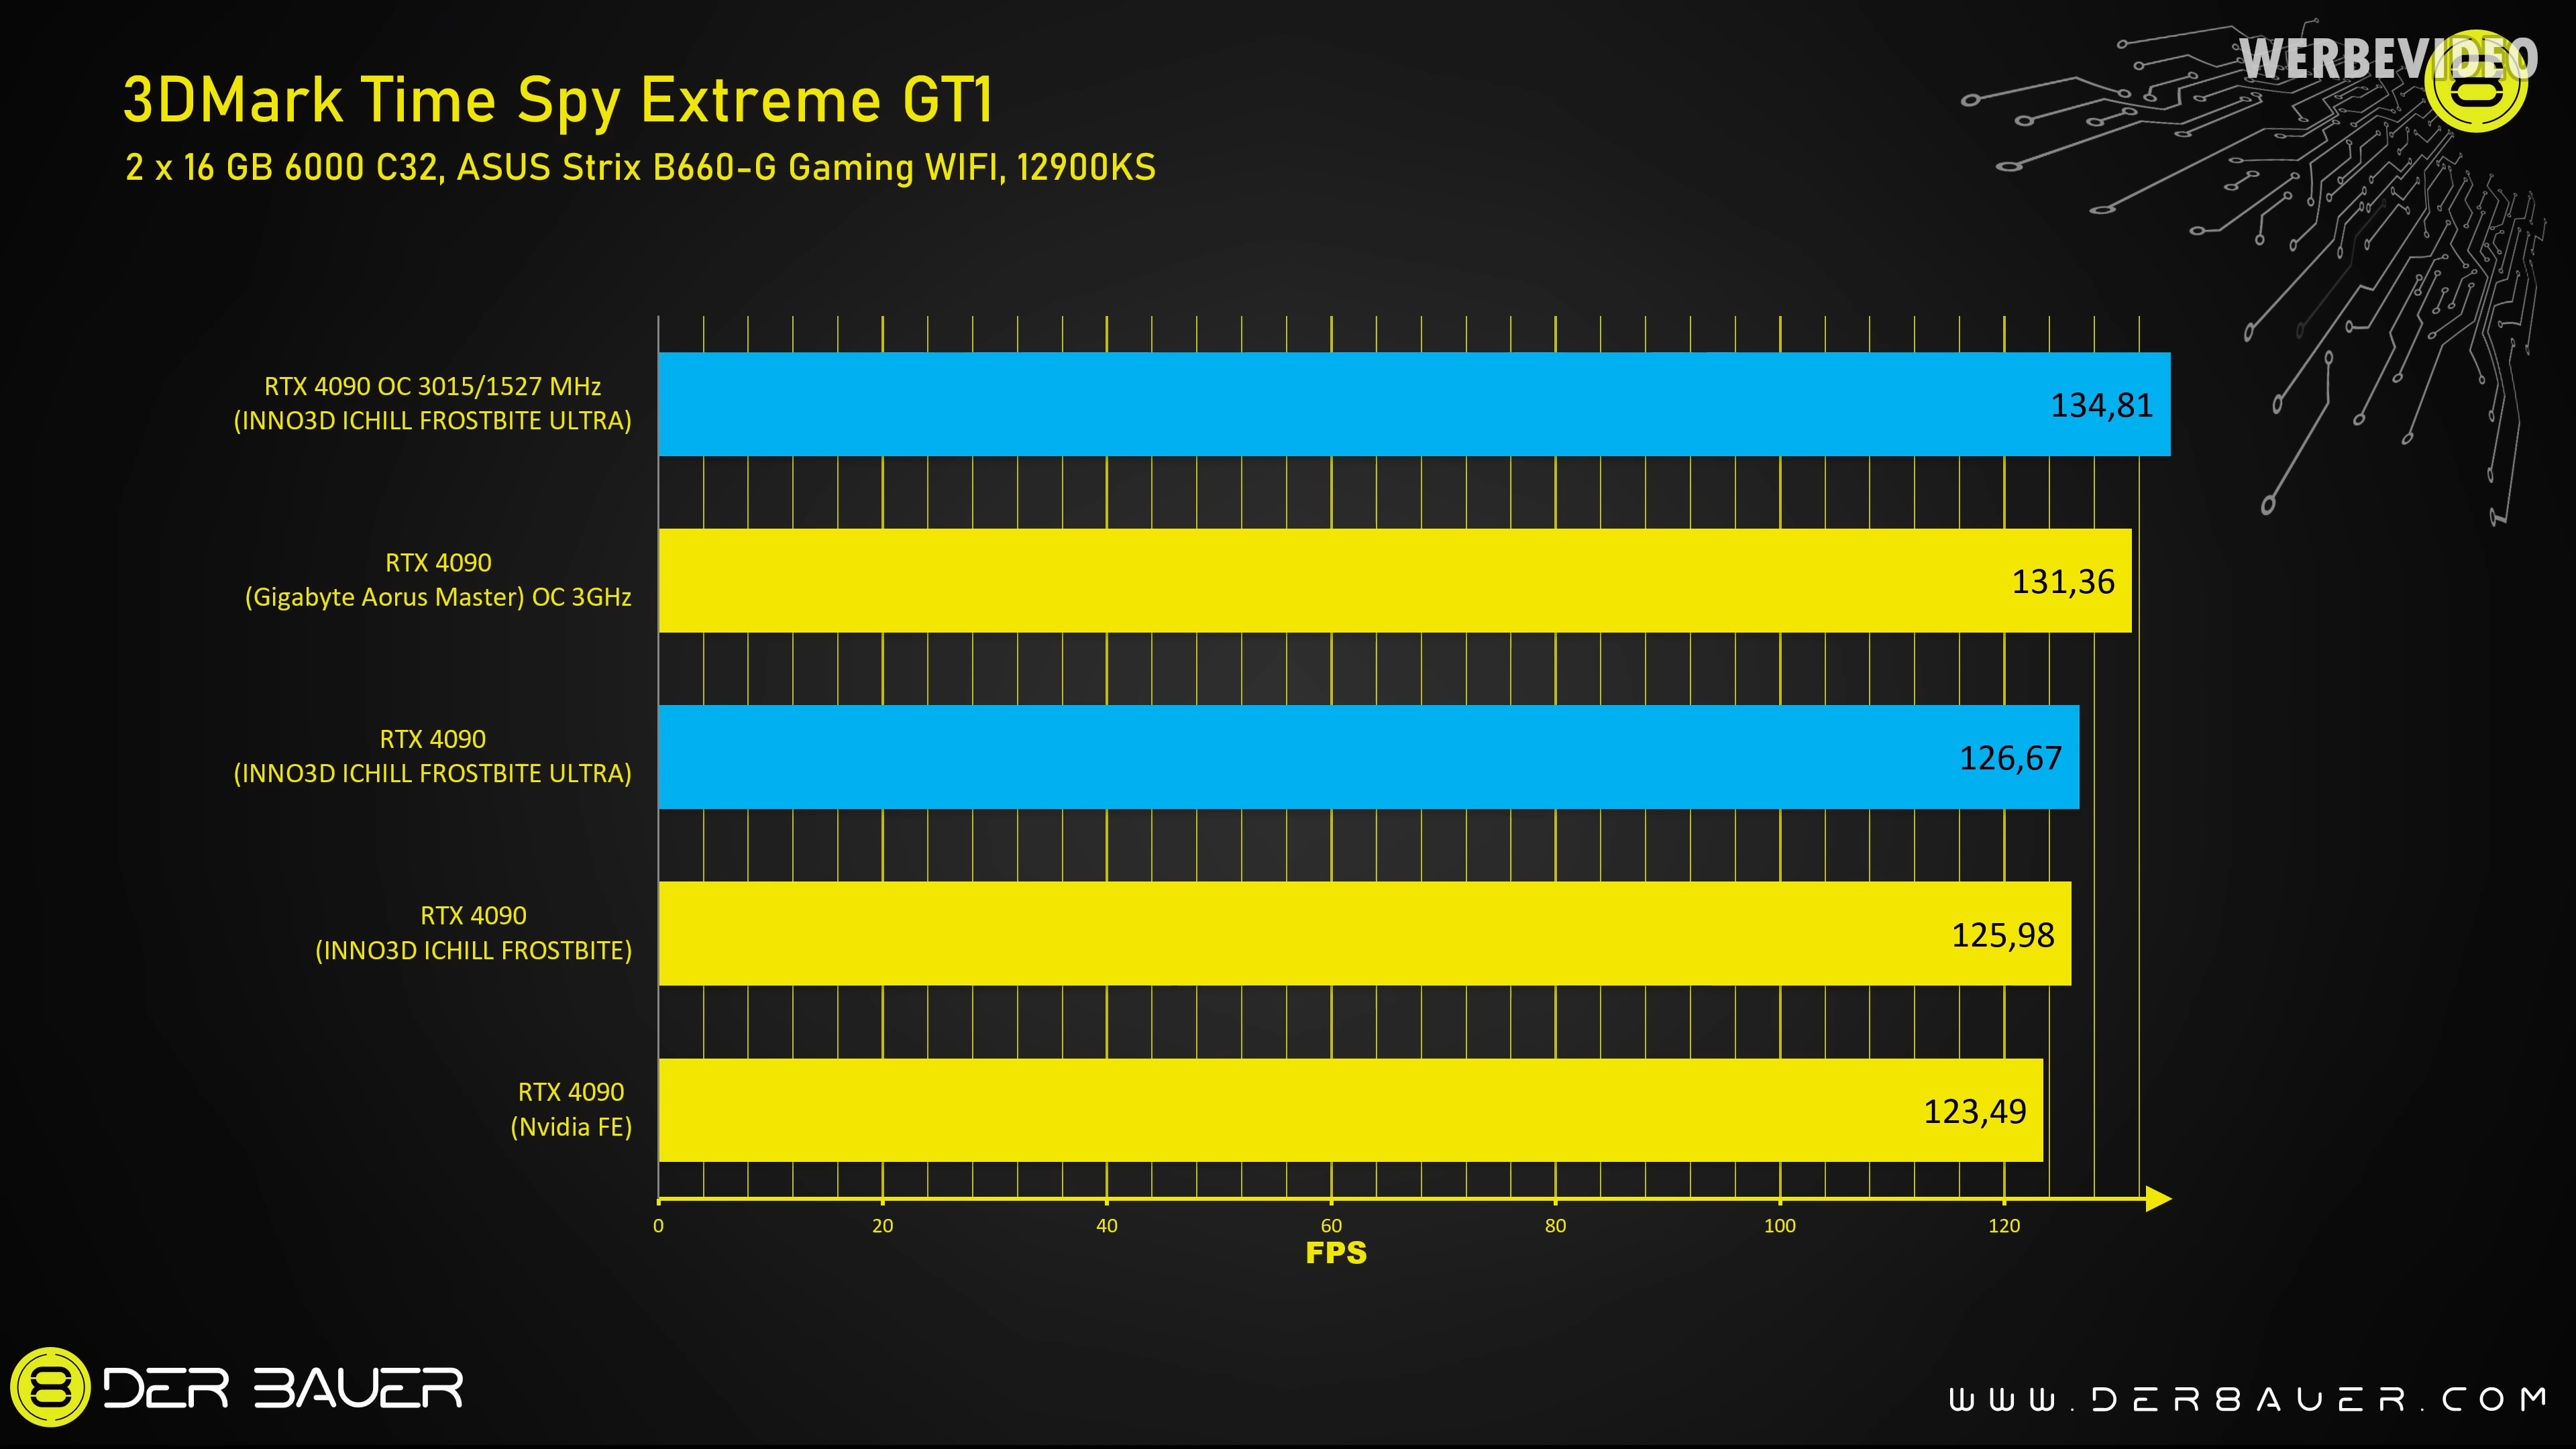 WERBEVIDEO
3DMark Time Spy Extreme GT1
2 x 16 GB 6000 C32, ASUS Strix B660-G Gaming WIFI, 12900KS
RTX 4090 OC 3015/1527 MHz
(INNO3D ICHILL FROSTBITE ULTRA)
134,81
RTX 4090
(Gigabyte Aorus Master) OC 3GHz
131,36
RTX 4090
(INNO3D ICHILL FROSTBITE ULTRA)
126,67
RTX 4090
(INNO3D ICHILL FROSTBITE)
125,98
RTX 4090
(Nvidia FE)
123,49
0 20 40 60 80 100 120
FPS
DER 8AUER
WWW.DER8AUER.COM